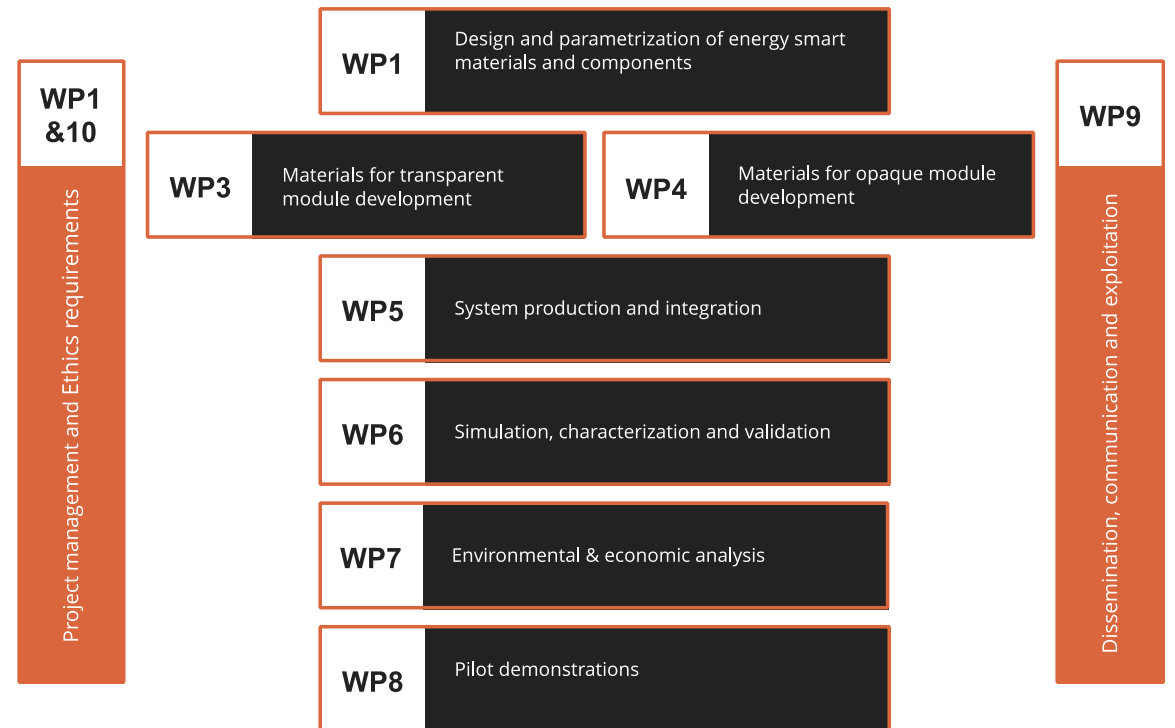 WP1
&10
Project management and Ethics requirements
WP1
Design and parametrization of energy smart
materials and components
WP3
Materials for transparent
module development
WP4
Materials for opaque module
development
WP5
System production and integration
WP6
Simulation, characterization and validation
WP7
Environmental & economic analysis
WP8
Pilot demonstrations
WP9
Dissemination, communication and exploitation